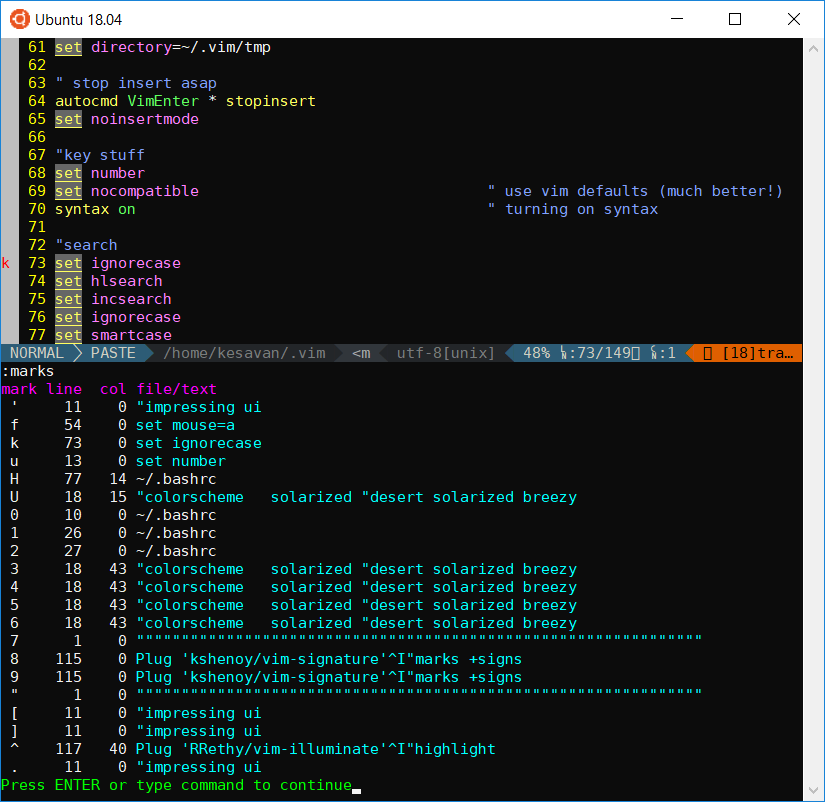 Ubuntu 18.04
61 set directory=~/.vim/tmp
62
63 " stop insert asap
64 autocmd VimEnter * stopinsert
65 set noinsertmode
66
67 "key stuff
68 set number
69 set nocompatible " use vim defaults (much better!)
70 syntax on " turning on syntax
71
72 "search
k 73 set ignorecase
74 set hlsearch
75 set incsearch
76 set ignorecase
77 set smartcase
NORMAL PASTE /home/kesavan/.vim <m utf-8[unix] 48% :73/149 :1 [18]tra…
:marks
mark line col file/text
' 11 0 "impressing ui
f 54 0 set mouse=a
k 73 0 set ignorecase
u 13 0 set number
H 77 14 ~/.bashrc
U 18 15 "colorscheme solarized "desert solarized breezy
0 10 0 ~/.bashrc
1 26 0 ~/.bashrc
2 27 0 ~/.bashrc
3 18 43 "colorscheme solarized "desert solarized breezy
4 18 43 "colorscheme solarized "desert solarized breezy
5 18 43 "colorscheme solarized "desert solarized breezy
6 18 43 "colorscheme solarized "desert solarized breezy
7 1 0 """""""""""""""""""""""""""""""""""""""""""""""""""""""""""""""
8 115 0 Plug 'kshenoy/vim-signature'^I"marks +signs
9 115 0 Plug 'kshenoy/vim-signature'^I"marks +signs
" 1 0 """""""""""""""""""""""""""""""""""""""""""""""""""""""""""""""
[ 11 0 "impressing ui
] 11 0 "impressing ui
^ 117 40 Plug 'RRethy/vim-illuminate'^I"highlight
. 11 0 "impressing ui
Press ENTER or type command to continue